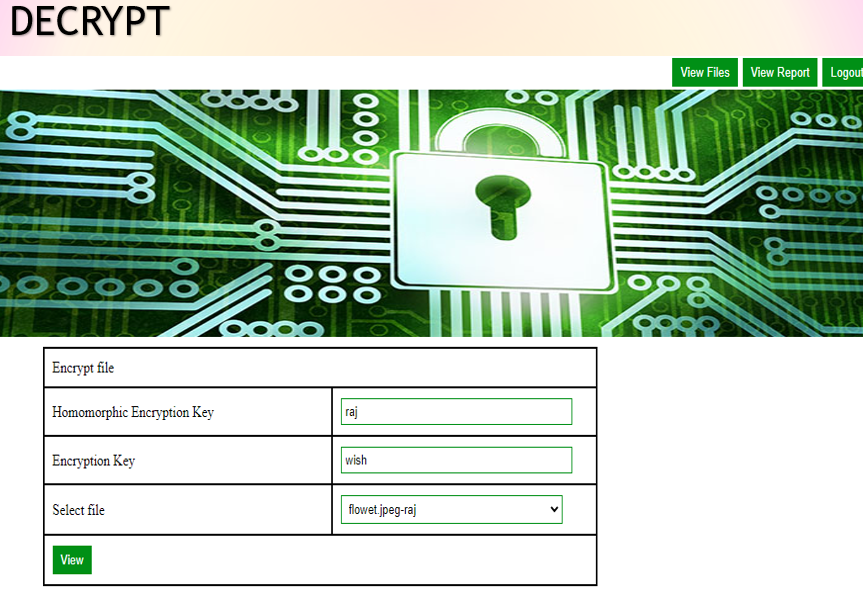 DECRYPT
View Files View Report Logout
Encrypt file
Homomorphic Encryption Key raj
Encryption Key wish
Select file flowet.jpeg-raj
View